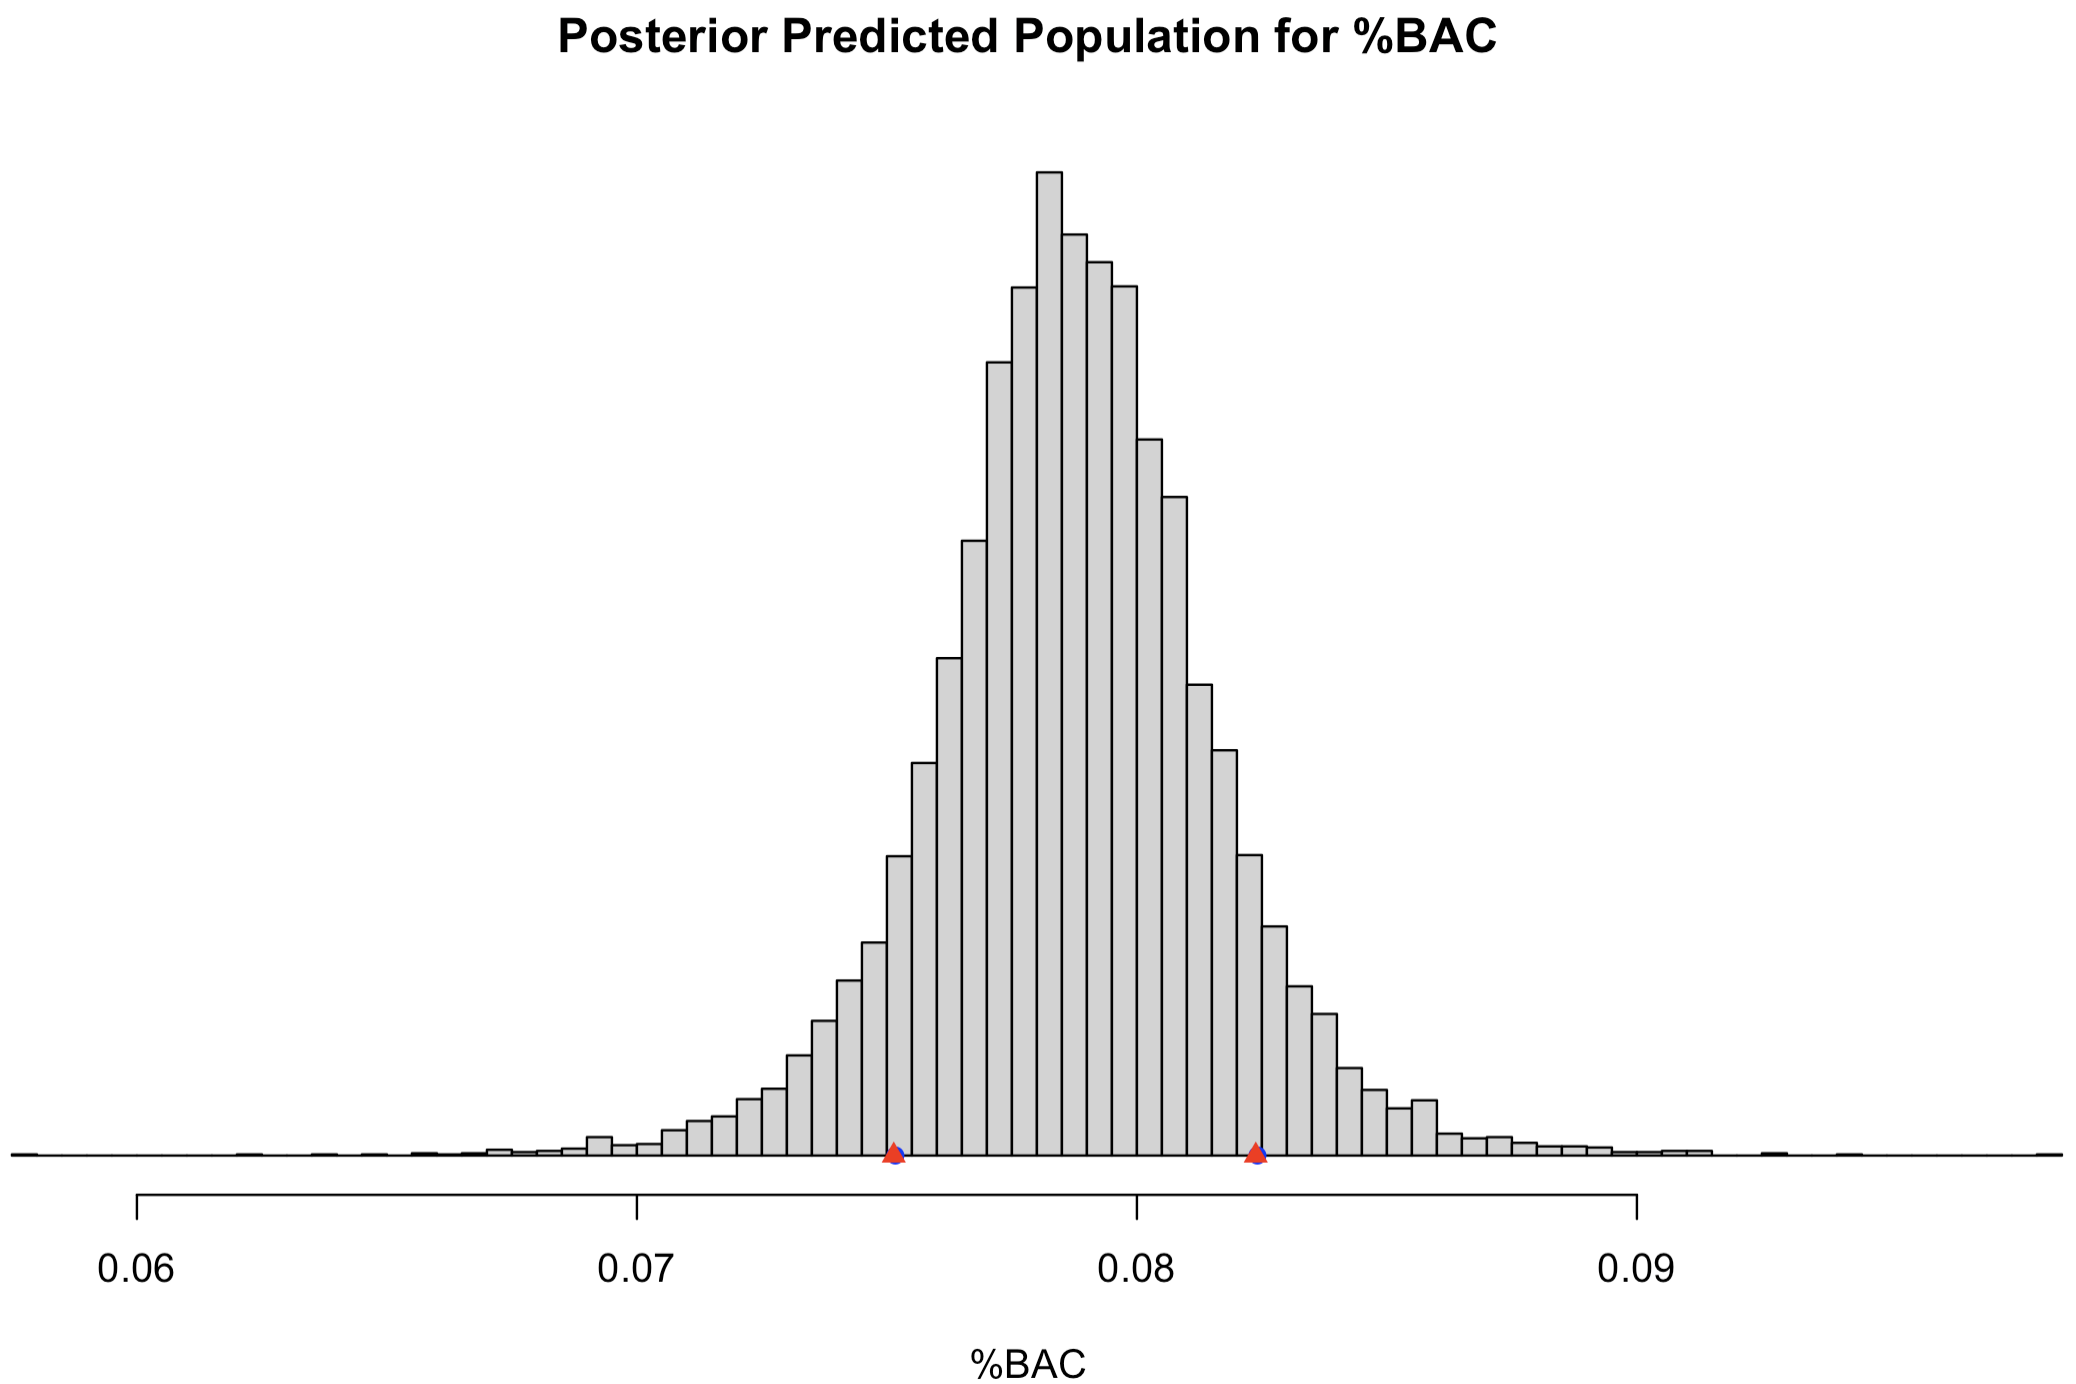 Posterior Predicted Population for %BAC
0.06 0.07 0.08 0.09
%BAC